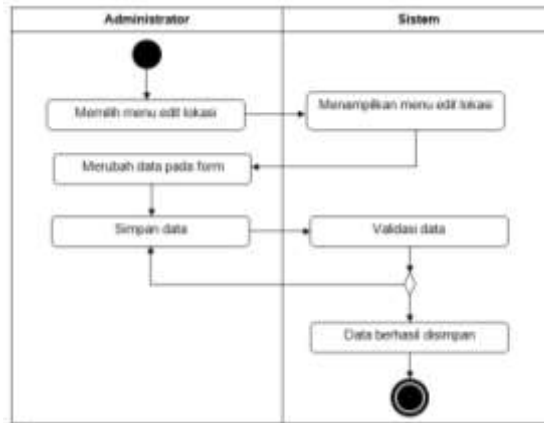 Administrator
Sistem
Memilih menu edit lokasi
Menampilkan menu edit lokasi
Merubah data pada form
Simpan data
Validasi data
Data berhasil disimpan